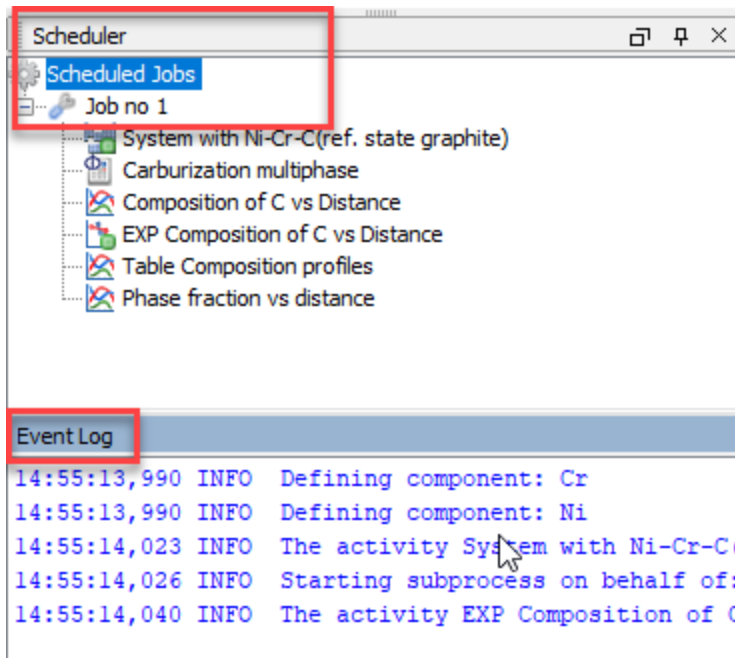 Scheduler
Scheduled Jobs
Job no 1
System with Ni-Cr-C(ref. state graphite)
Carburization multiphase
Composition of C vs Distance
EXP Composition of C vs Distance
Table Composition profiles
Phase fraction vs distance
Event Log
14:55:13,990 INFO Defining component: Cr
14:55:13,990 INFO Defining component: Ni
14:55:14,023 INFO The activity System with Ni-Cr-C(
14:55:14,026 INFO Starting subprocess on behalf of:
14:55:14,040 INFO The activity EXP Composition of C